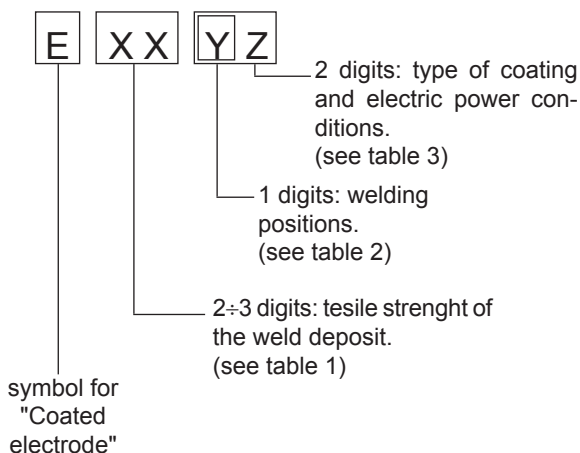 E XX Y Z
2 digits: type of coating
and electric power con-
ditions.
(see table 3)
1 digits: welding
positions.
(see table 2)
2÷3 digits: tesile strenght of
the weld deposit.
(see table 1)
symbol for
"Coated
electrode"